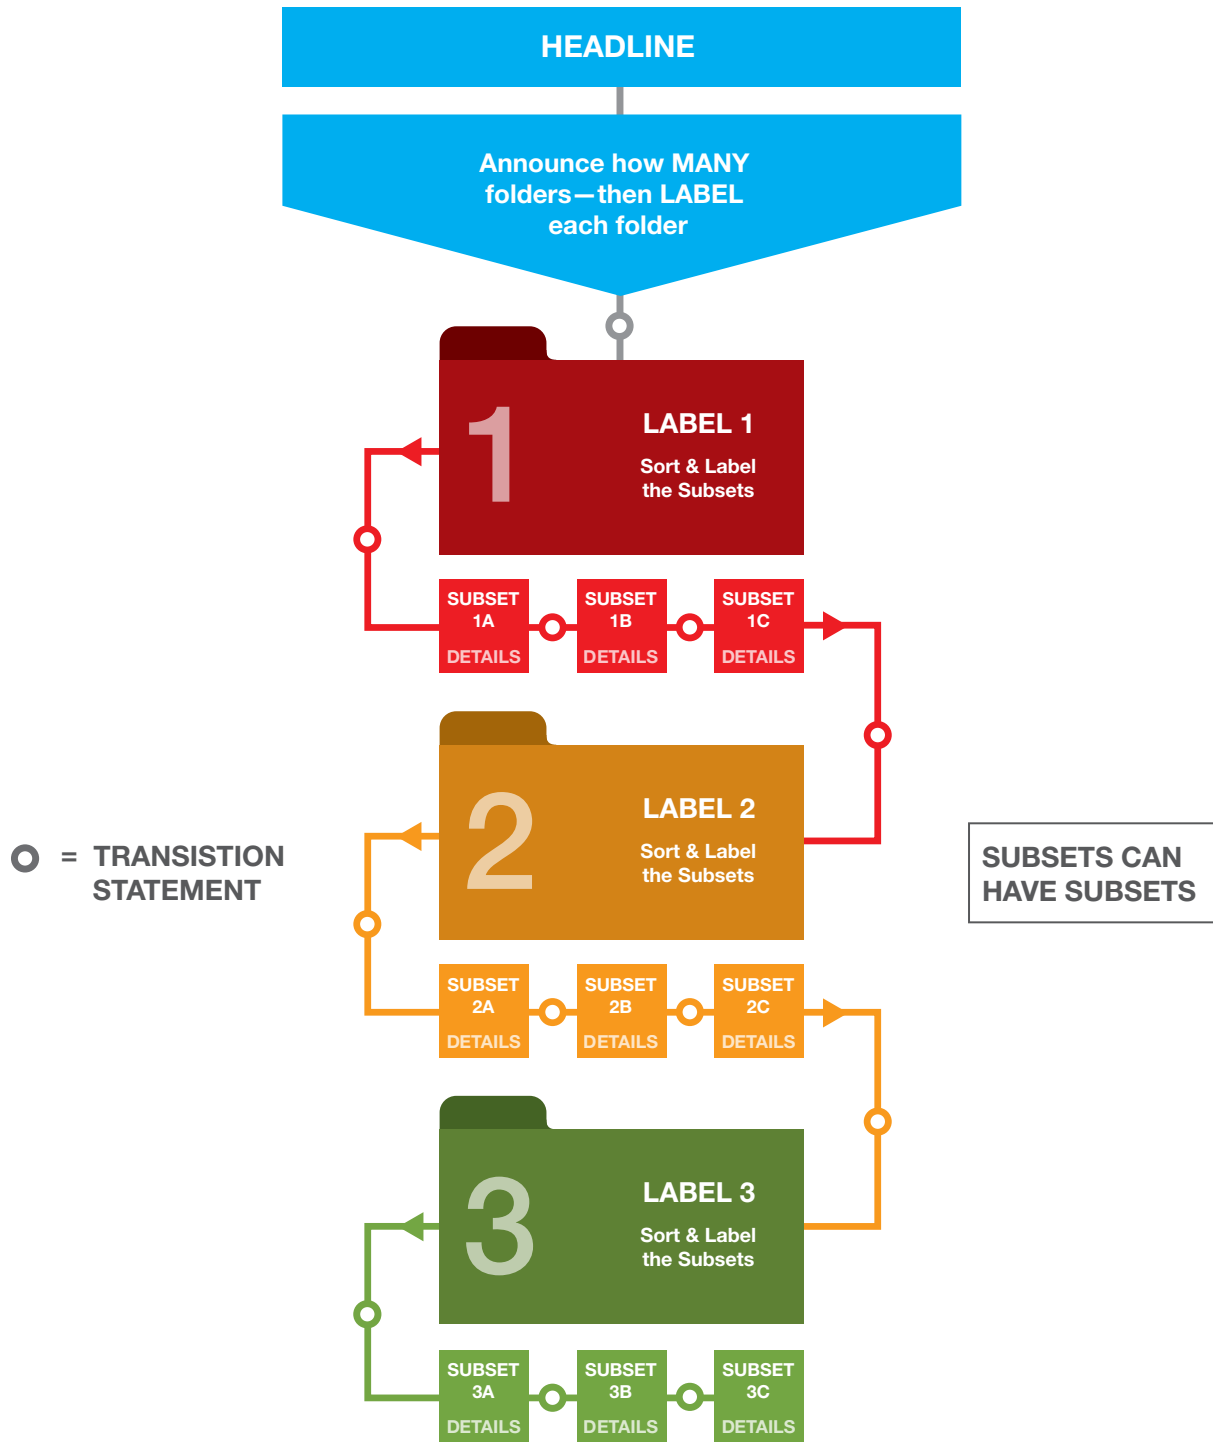 HEADLINE
Announce how MANY
folders—then LABEL
each folder
1
LABEL 1
Sort & Label
the Subsets
SUBSET
1A
DETAILS
SUBSET
1B
DETAILS
SUBSET
1C
DETAILS
2
LABEL 2
Sort & Label
the Subsets
= TRANSISTION
STATEMENT
SUBSETS CAN
HAVE SUBSETS
SUBSET
2A
DETAILS
SUBSET
2B
DETAILS
SUBSET
2C
DETAILS
3
LABEL 3
Sort & Label
the Subsets
SUBSET
3A
DETAILS
SUBSET
3B
DETAILS
SUBSET
3C
DETAILS